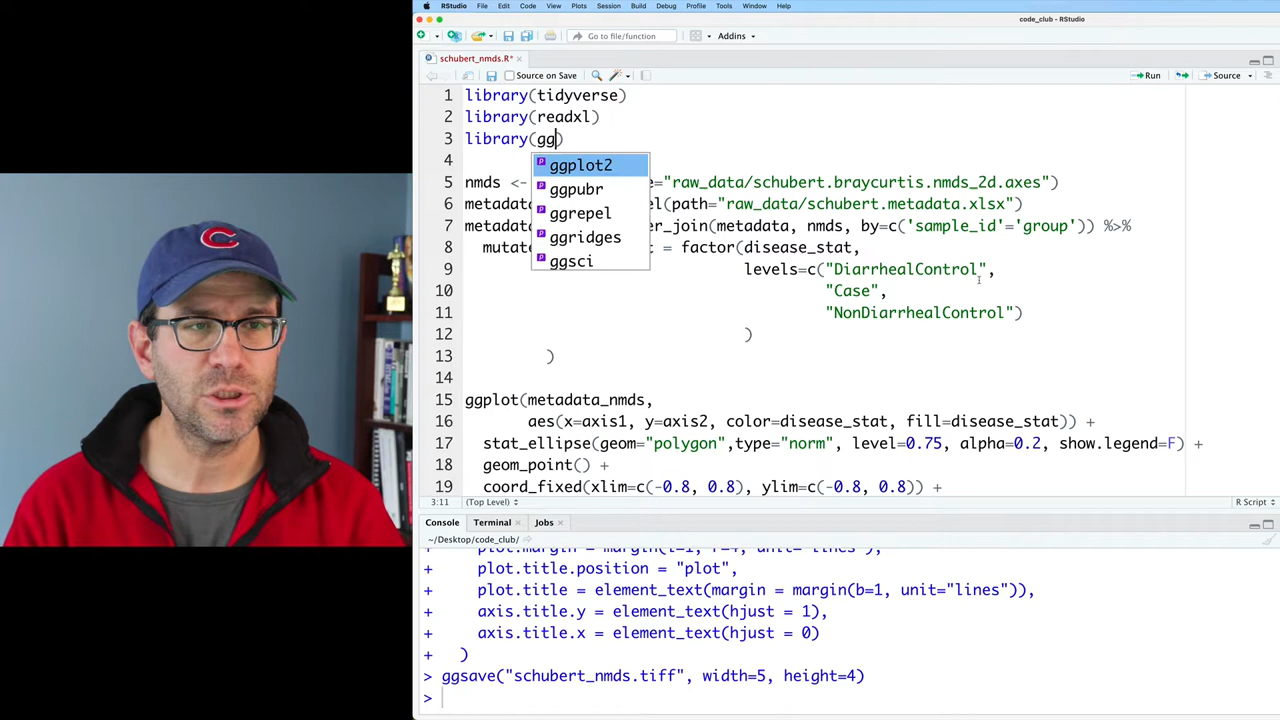 RStudio File Edit Code View Plots Session Build Debug Profile Tools Window Help
code_club - RStudio
Go to file/function Addins
schubert_nmds.R*
Source on Save Run Source
1 library(tidyverse)
2 library(readxl)
3 library(gg)
4
ggplot2
5 nmds <- e="raw_data/schubert.braycurtis.nmds_2d.axes")
ggpubr
6 metada el(path="raw_data/schubert.metadata.xlsx")
ggrepel
7 metada er_join(metadata, nmds, by=c('sample_id'='group')) %>%
ggridges
8 mutat t = factor(disease_stat,
ggsci
9 levels=c("DiarrhealControl",
10 "Case",
11 "NonDiarrhealControl")
12 )
13 )
14
15 ggplot(metadata_nmds,
16 aes(x=axis1, y=axis2, color=disease_stat, fill=disease_stat)) +
17 stat_ellipse(geom="polygon",type="norm", level=0.75, alpha=0.2, show.legend=F) +
18 geom_point() +
19 coord_fixed(xlim=c(-0.8, 0.8), ylim=c(-0.8, 0.8)) +
3:11 (Top Level) R Script
Console Terminal Jobs
~/Desktop/code_club/
+ plot.title.position = "plot",
+ plot.title = element_text(margin = margin(b=1, unit="lines")),
+ axis.title.y = element_text(hjust = 1),
+ axis.title.x = element_text(hjust = 0)
+ )
> ggsave("schubert_nmds.tiff", width=5, height=4)
>